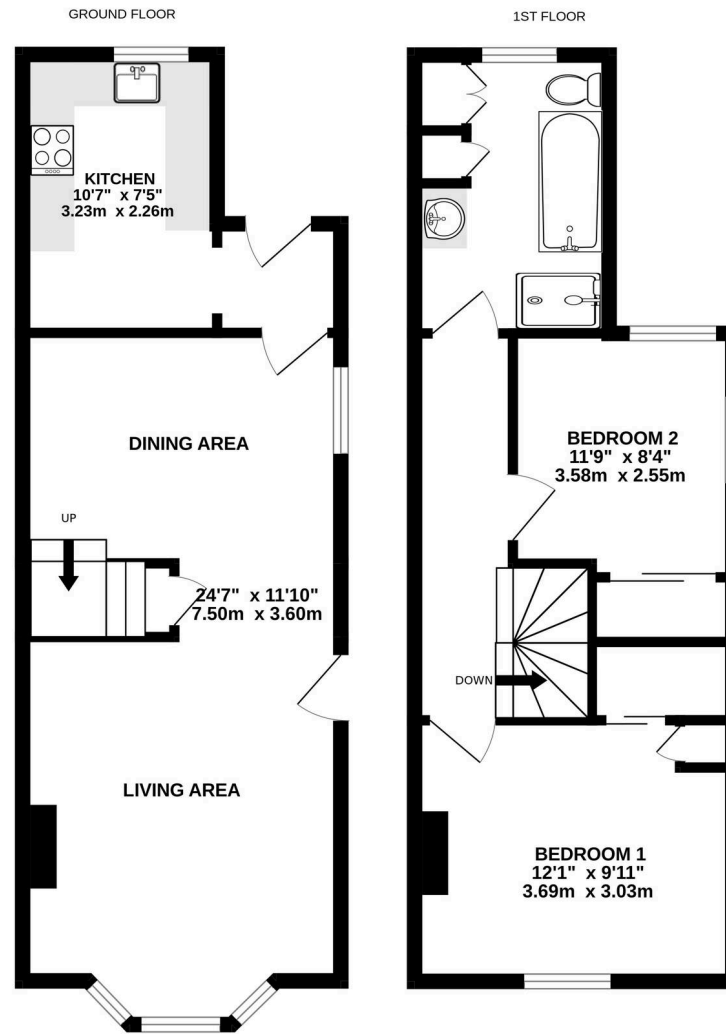 GROUND FLOOR
KITCHEN
10'7" x 7'5"
3.23m x 2.26m
DINING AREA
UP
24'7" x 11'10"
7.50m x 3.60m
LIVING AREA
1ST FLOOR
BEDROOM 2
11'9" x 8'4"
3.58m x 2.55m
DOWN
BEDROOM 1
12'1" x 9'11"
3.69m x 3.03m